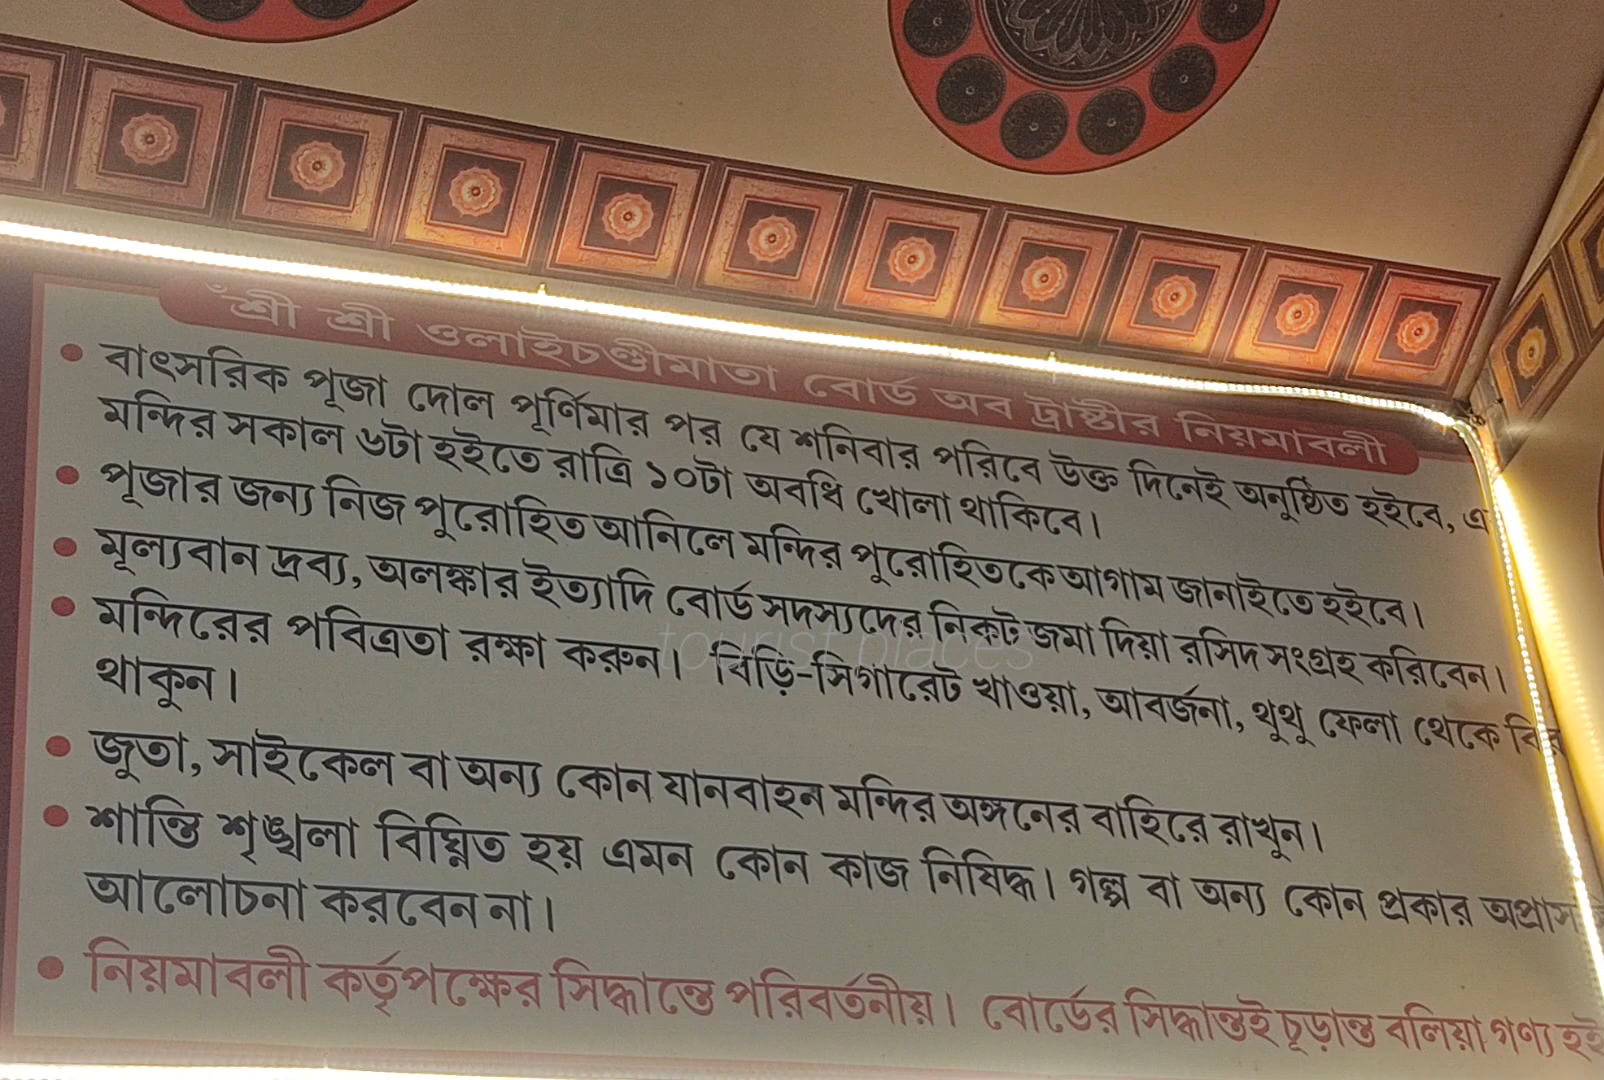 ঁশ্রী শ্রী ওলাইচণ্ডীমাতা বোর্ড অব ট্রাষ্টীর নিয়মাবলী
• বাৎসরিক পূজা দোল পূর্ণিমার পর যে শনিবার পরিবে উক্ত দিনেই অনুষ্ঠিত হইবে, এ
মন্দির সকাল ৬টা হইতে রাত্রি ১০টা অবধি খোলা থাকিবে।
• পূজার জন্য নিজ পুরোহিত আনিলে মন্দির পুরোহিতকে আগাম জানাইতে হইবে।
• মূল্যবান দ্রব্য, অলঙ্কার ইত্যাদি বোর্ড সদস্যদের নিকট জমা দিয়া রসিদ সংগ্রহ করিবেন।
• মন্দিরের পবিত্রতা রক্ষা করুন। বিড়ি-সিগারেট খাওয়া, আবর্জনা, থুথু ফেলা থেকে বির
থাকুন।
• জুতা, সাইকেল বা অন্য কোন যানবাহন মন্দির অঙ্গনের বাহিরে রাখুন।
• শান্তি শৃঙ্খলা বিঘ্নিত হয় এমন কোন কাজ নিষিদ্ধ। গল্প বা অন্য কোন প্রকার অপ্রাস
আলোচনা করবেন না।
• নিয়মাবলী কর্তৃপক্ষের সিদ্ধান্তে পরিবর্তনীয়। বোর্ডের সিদ্ধান্তই চূড়ান্ত বলিয়া গণ্য হই
tourist_places